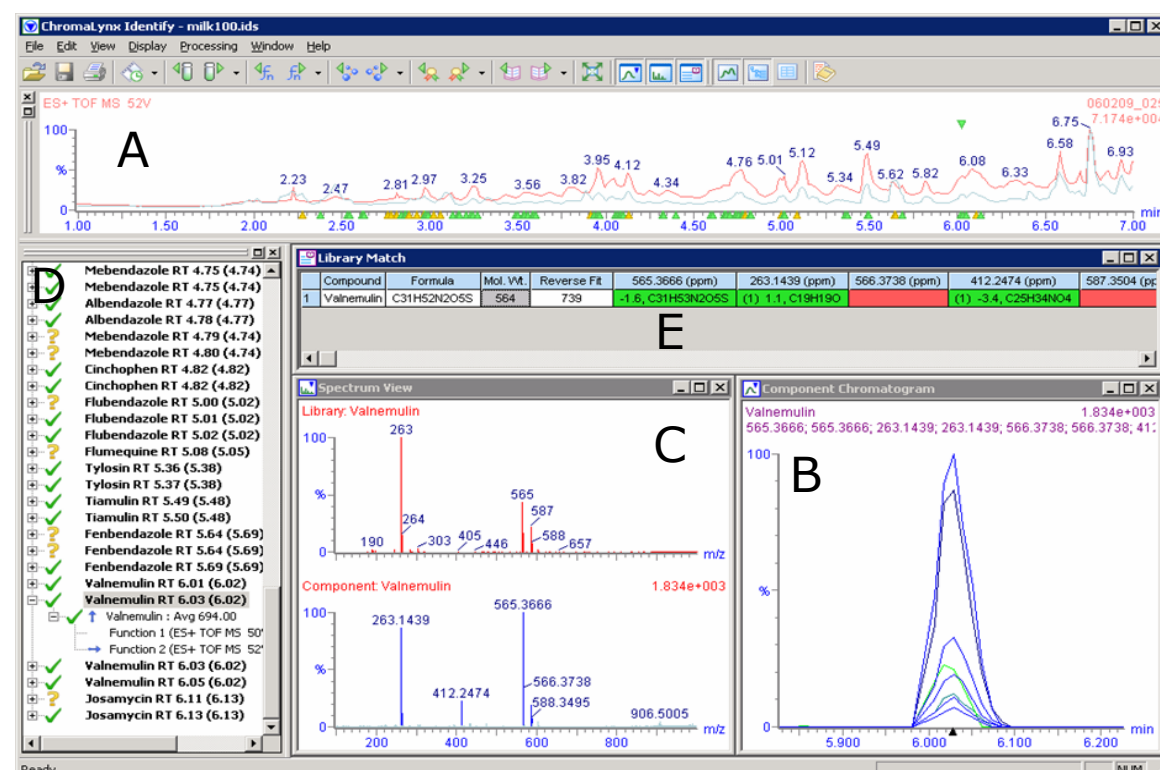 ChromaLynx Identify - milk100.ids
File Edit View Display Processing Window Help
ES+ TOF MS 52V
060209_029
7.174e+004
A
100
%
0
2.23 2.47 2.81 2.97 3.25 3.56 3.82 3.95 4.12 4.34 4.76 5.01 5.12 5.34 5.49 5.62 5.82 6.08 6.33 6.58 6.75 6.93
1.00 1.50 2.00 2.50 3.00 3.50 4.00 4.50 5.00 5.50 6.00 6.50 7.00 min
D
Mebendazole RT 4.75 (4.74)
Mebendazole RT 4.75 (4.74)
Albendazole RT 4.77 (4.77)
Albendazole RT 4.78 (4.77)
Mebendazole RT 4.79 (4.74)
Mebendazole RT 4.80 (4.74)
Cinchophen RT 4.82 (4.82)
Cinchophen RT 4.82 (4.82)
Flubendazole RT 5.00 (5.02)
Flubendazole RT 5.01 (5.02)
Flubendazole RT 5.02 (5.02)
Flumequine RT 5.08 (5.05)
Tylosin RT 5.36 (5.38)
Tylosin RT 5.37 (5.38)
Tiamulin RT 5.49 (5.48)
Tiamulin RT 5.50 (5.48)
Fenbendazole RT 5.64 (5.69)
Fenbendazole RT 5.64 (5.69)
Fenbendazole RT 5.69 (5.69)
Valnemulin RT 6.01 (6.02)
Valnemulin RT 6.03 (6.02)
Valnemulin : Avg 694.00
Function 1 (ES+ TOF MS 50
Function 2 (ES+ TOF MS 52
Valnemulin RT 6.03 (6.02)
Valnemulin RT 6.05 (6.02)
Josamycin RT 6.11 (6.13)
Josamycin RT 6.13 (6.13)
Library Match
Compound Formula Mol. Wt. Reverse Fit 565.3666 (ppm) 263.1439 (ppm) 566.3738 (ppm) 412.2474 (ppm) 587.3504 (pp
1 Valnemulin C31H52N2O5S 564 739 -1.6, C31H53N2O5S (1) 1.1, C19H19O (1) -3.4, C25H34NO4
E
Spectrum View
Library: Valnemulin
C
100
%
0
190 263 264 303 405 446 565 587 588 657
m/z
Component: Valnemulin 1.834e+003
100
%
0
263.1439 412.2474 565.3666 566.3738 588.3495 906.5005
m/z
200 400 600 800
Component Chromatogram
Valnemulin 1.834e+003
565.3666; 565.3666; 263.1439; 263.1439; 566.3738; 566.3738; 412
B
100
%
0
min
5.900 6.000 6.100 6.200
Ready
NUM